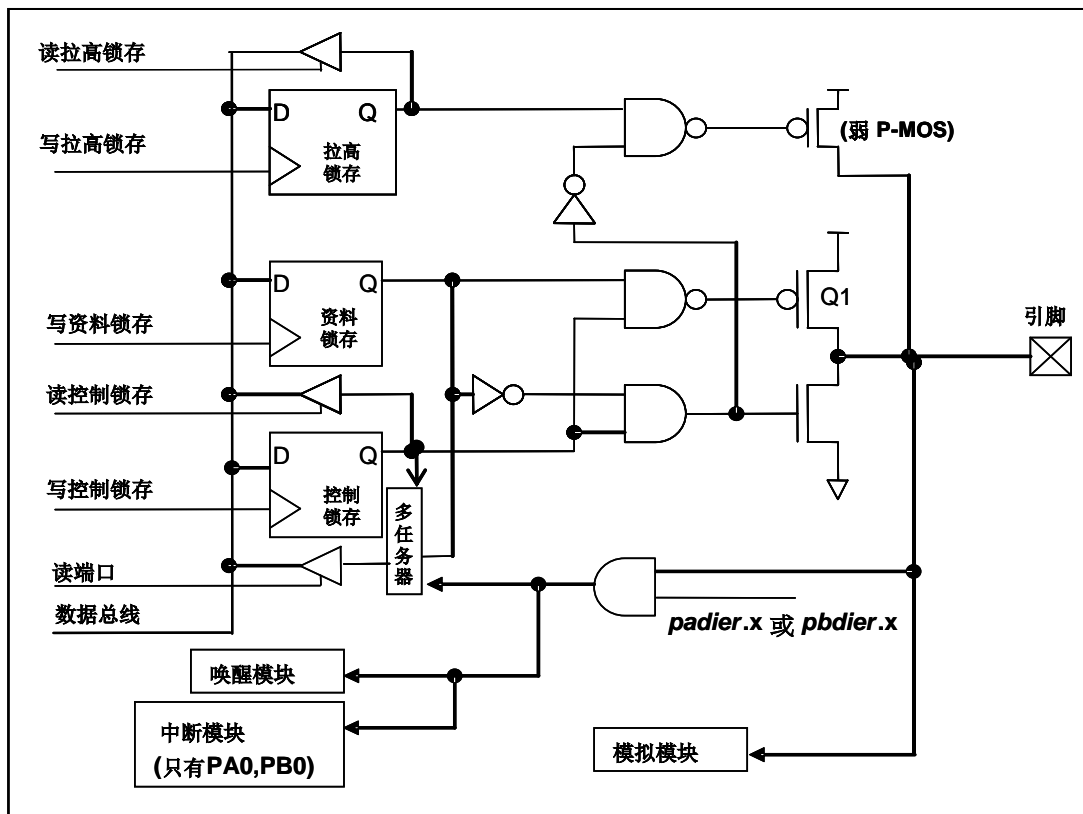 读拉高锁存
D Q
写拉高锁存
拉高
锁存
(弱 P-MOS)
D Q
写资料锁存
资料
锁存
Q1
引脚
读控制锁存
D Q
写控制锁存
控制
锁存
多
任
务
器
读端口
数据总线
padier.x 或 pbdier.x
唤醒模块
中断模块
(只有PA0,PB0)
模拟模块